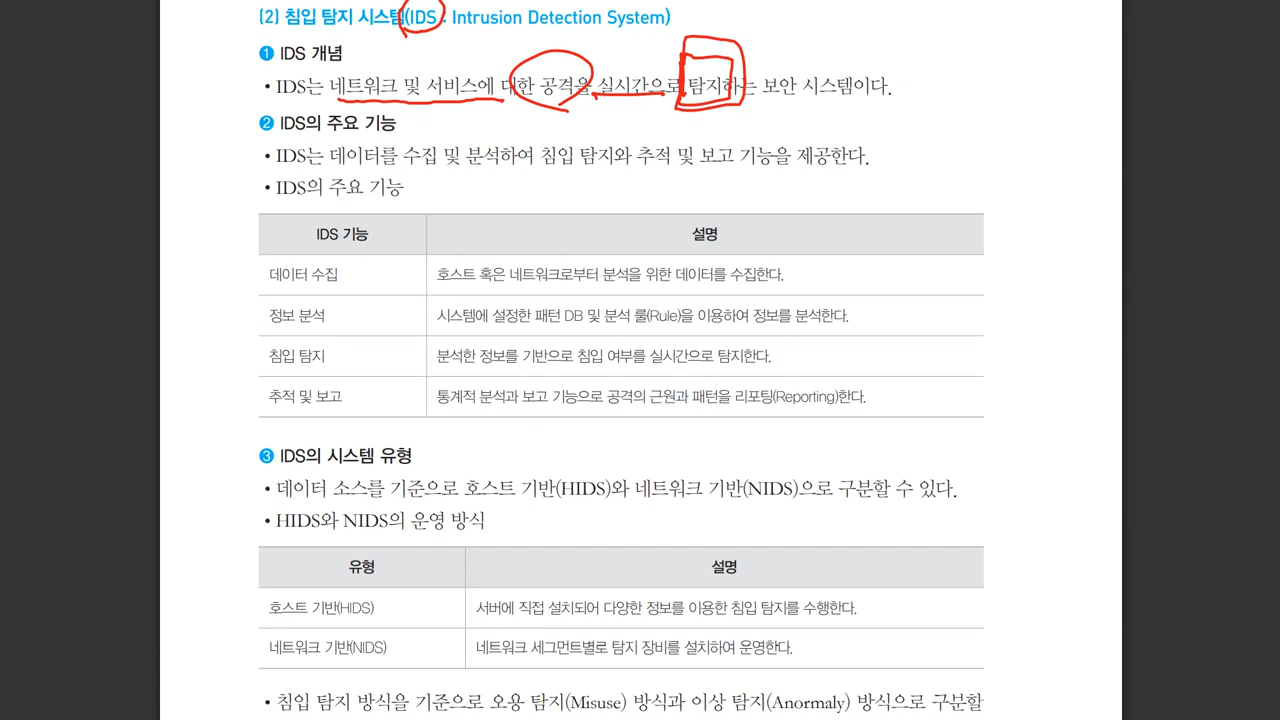 (2) 침입 탐지 시스템(IDS : Intrusion Detection System)
❶ IDS 개념
• IDS는 네트워크 및 서비스에 대한 공격을 실시간으로 탐지하는 보안 시스템이다.
❷ IDS의 주요 기능
• IDS는 데이터를 수집 및 분석하여 침입 탐지와 추적 및 보고 기능을 제공한다.
• IDS의 주요 기능
IDS 기능 설명
데이터 수집 호스트 혹은 네트워크로부터 분석을 위한 데이터를 수집한다.
정보 분석 시스템에 설정한 패턴 DB 및 분석 룰(Rule)을 이용하여 정보를 분석한다.
침입 탐지 분석한 정보를 기반으로 침입 여부를 실시간으로 탐지한다.
추적 및 보고 통계적 분석과 보고 기능으로 공격의 근원과 패턴을 리포팅(Reporting)한다.
❸ IDS의 시스템 유형
• 데이터 소스를 기준으로 호스트 기반(HIDS)와 네트워크 기반(NIDS)으로 구분할 수 있다.
• HIDS와 NIDS의 운영 방식
유형 설명
호스트 기반(HIDS) 서버에 직접 설치되어 다양한 정보를 이용한 침입 탐지를 수행한다.
네트워크 기반(NIDS) 네트워크 세그먼트별로 탐지 장비를 설치하여 운영한다.
• 침입 탐지 방식을 기준으로 오용 탐지(Misuse) 방식과 이상 탐지(Anormaly) 방식으로 구분할